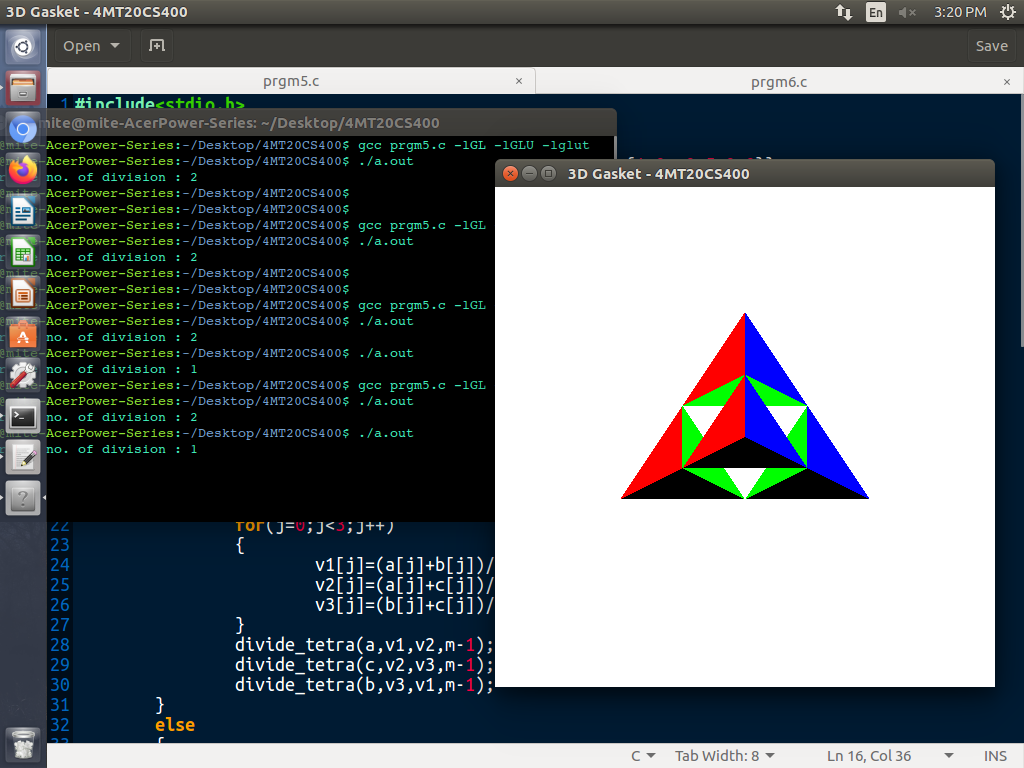 3D Gasket - 4MT20CS400
En
3:20 PM
Open
Save
prgm5.c ×
prgm6.c ×
1 #include<stdio.h>
mite@mite-AcerPower-Series: ~/Desktop/4MT20CS400
AcerPower-Series:~/Desktop/4MT20CS400$ gcc prgm5.c -lGL -lGLU -lglut
AcerPower-Series:~/Desktop/4MT20CS400$ ./a.out
no. of division : 2
AcerPower-Series:~/Desktop/4MT20CS400$
AcerPower-Series:~/Desktop/4MT20CS400$
AcerPower-Series:~/Desktop/4MT20CS400$ gcc prgm5.c -lGL
AcerPower-Series:~/Desktop/4MT20CS400$ ./a.out
no. of division : 2
AcerPower-Series:~/Desktop/4MT20CS400$
AcerPower-Series:~/Desktop/4MT20CS400$
AcerPower-Series:~/Desktop/4MT20CS400$ gcc prgm5.c -lGL
AcerPower-Series:~/Desktop/4MT20CS400$ ./a.out
no. of division : 2
AcerPower-Series:~/Desktop/4MT20CS400$ ./a.out
no. of division : 1
AcerPower-Series:~/Desktop/4MT20CS400$ gcc prgm5.c -lGL
AcerPower-Series:~/Desktop/4MT20CS400$ ./a.out
no. of division : 2
AcerPower-Series:~/Desktop/4MT20CS400$ ./a.out
no. of division : 1
3D Gasket - 4MT20CS400
22 for(j=0;j<3;j++)
23 {
24 v1[j]=(a[j]+b[j])/
25 v2[j]=(a[j]+c[j])/
26 v3[j]=(b[j]+c[j])/
27 }
28 divide_tetra(a,v1,v2,m-1);
29 divide_tetra(c,v2,v3,m-1);
30 divide_tetra(b,v3,v1,m-1);
31 }
32 else
C
Tab Width: 8
Ln 16, Col 36
INS